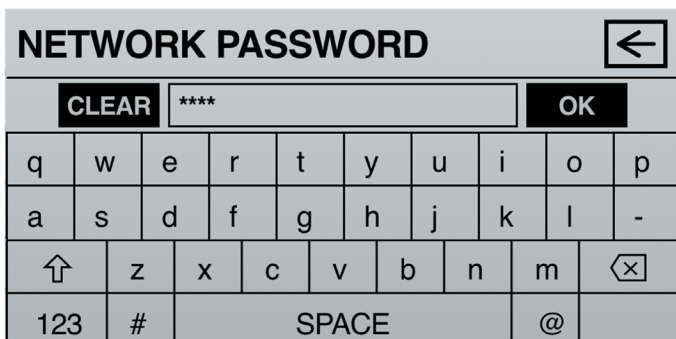 NETWORK PASSWORD
CLEAR **** OK
q w e r t y u i o p
a s d f g h j k l -
z x c v b n m
123 # SPACE @